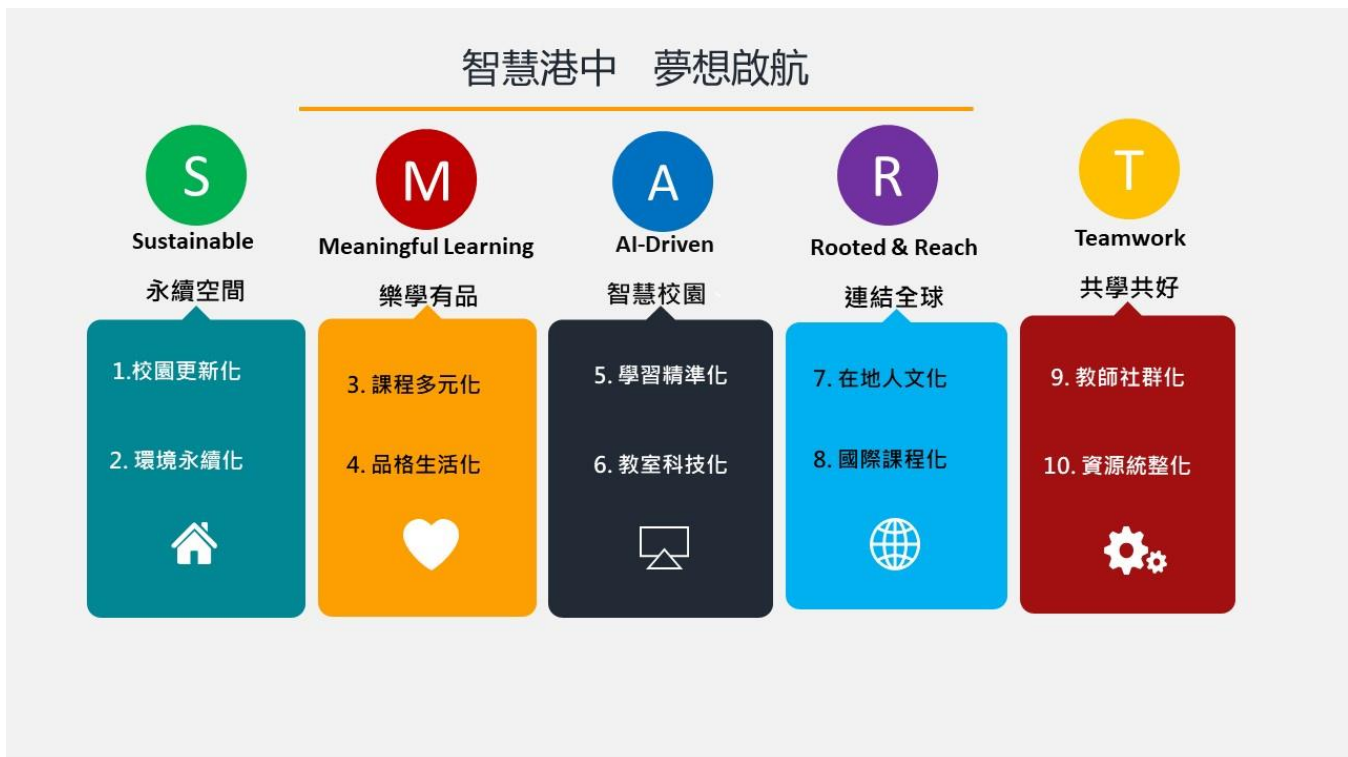 智慧港中 夢想啟航
S
Sustainable
永續空間
1.校園更新化
2. 環境永續化
M
Meaningful Learning
樂學有品
3. 課程多元化
4. 品格生活化
A
AI-Driven
智慧校園
5. 學習精準化
6. 教室科技化
R
Rooted & Reach
連結全球
7. 在地人文化
8. 國際課程化
T
Teamwork
共學共好
9. 教師社群化
10. 資源統整化